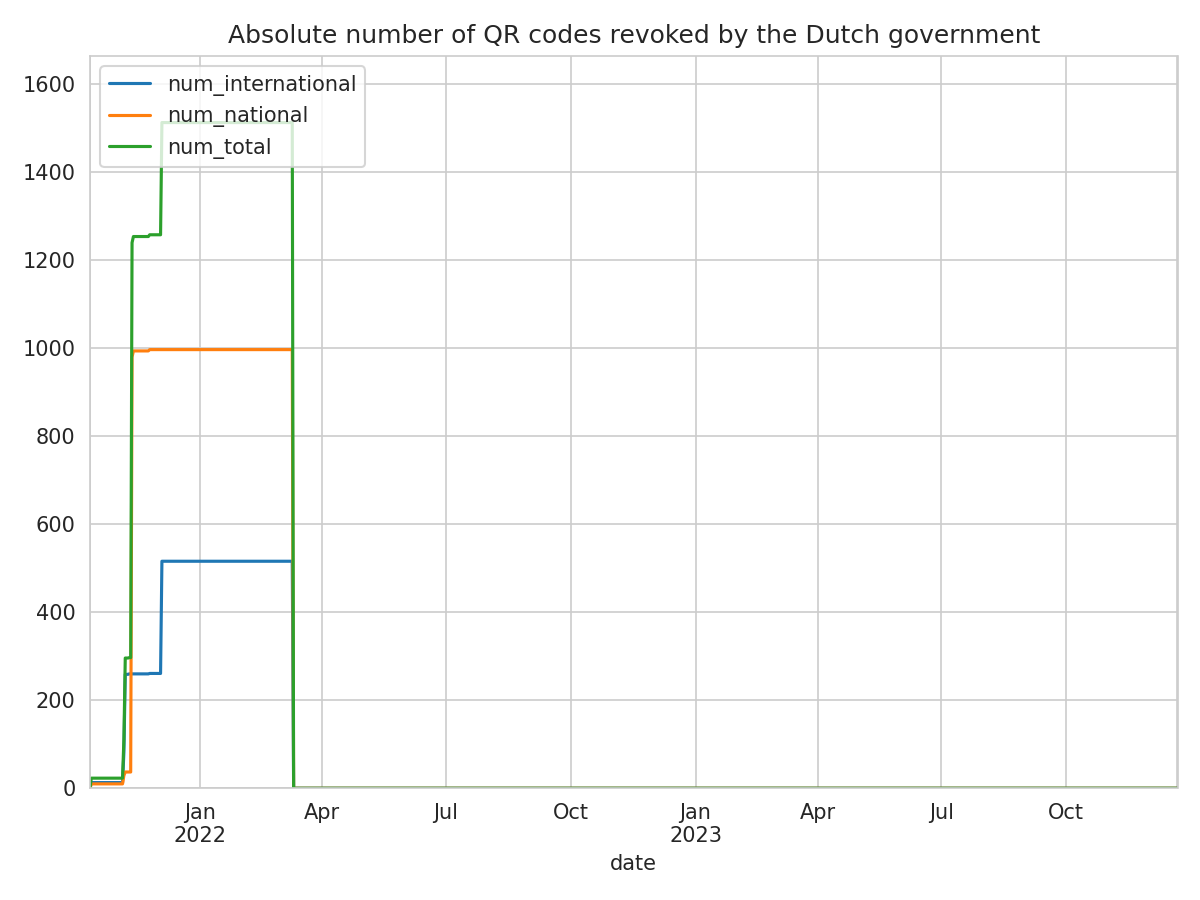 Absolute number of QR codes revoked by the Dutch government
num_international
num_national
num_total
1600
1400
1200
1000
800
600
400
200
0
Jan Apr Jul Oct Jan Apr Jul Oct
2022 2023
date